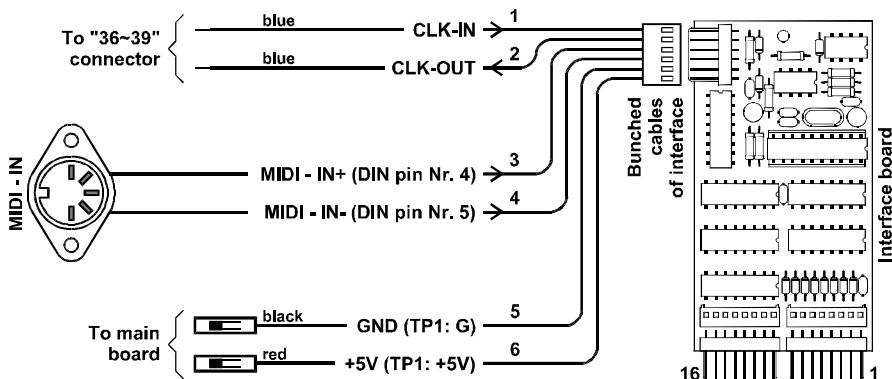 To "36~39"
connector
blue
CLK-IN
1
blue
CLK-OUT
2
MIDI - IN
MIDI - IN+ (DIN pin Nr. 4)
3
MIDI - IN- (DIN pin Nr. 5)
4
To main
board
black
GND (TP1: G)
5
red
+5V (TP1: +5V)
6
Bunched
cables
of interface
Interface board
16
1